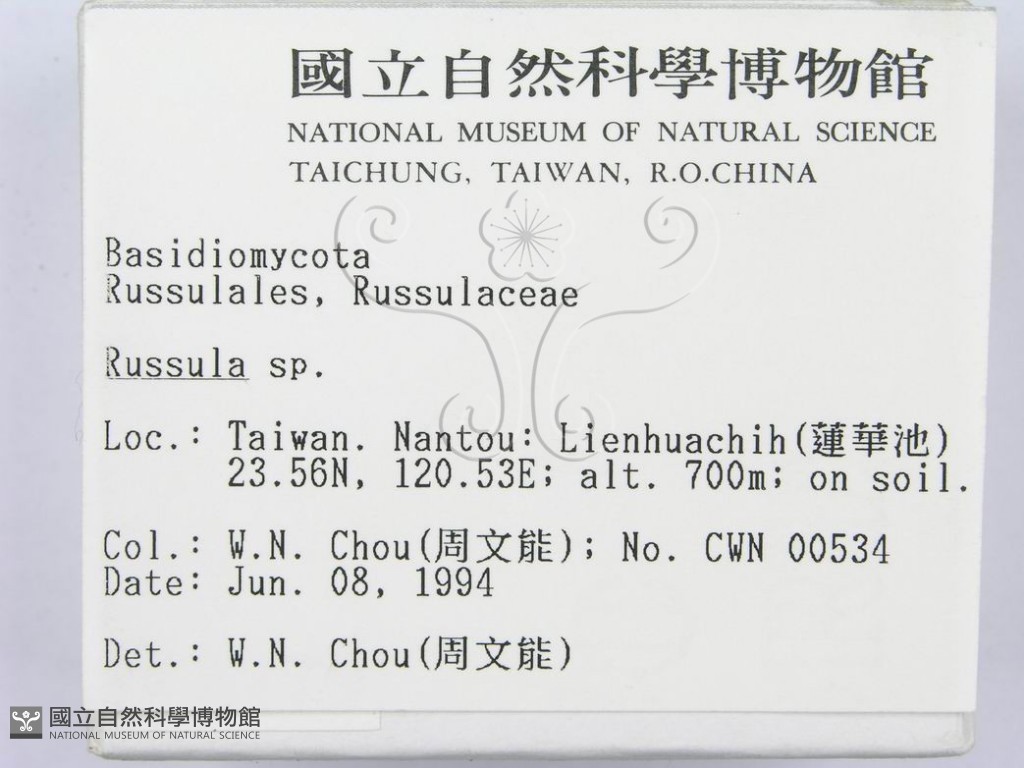 國立自然科學博物館
NATIONAL MUSEUM OF NATURAL SCIENCE
TAICHUNG, TAIWAN, R.O.CHINA
Basidiomycota
Russulales, Russulaceae
Russula sp.
Loc.: Taiwan. Nantou: Lienhuachih(蓮華池)
23.56N, 120.53E; alt. 700m; on soil.
Col.: W.N. Chou(周文能); No. CWN 00534
Date: Jun. 08, 1994
Det.: W.N. Chou(周文能)
國立自然科學博物館
NATIONAL MUSEUM OF NATURAL SCIENCE